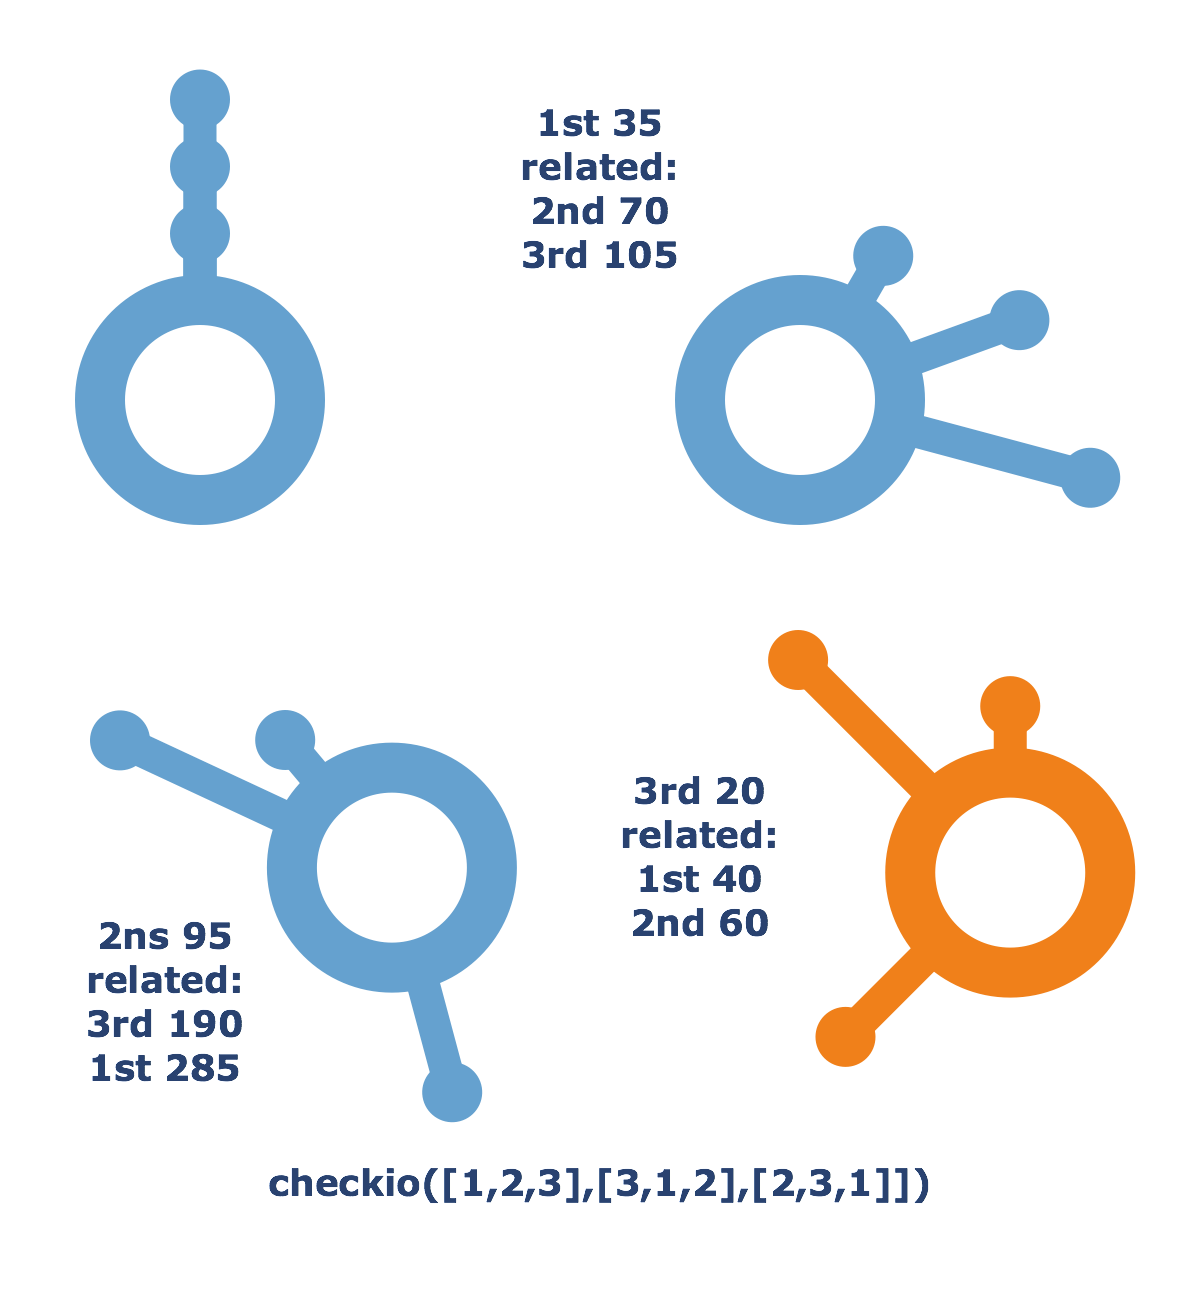 1st 35
related:
2nd 70
3rd 105
2ns 95
related:
3rd 190
1st 285
3rd 20
related:
1st 40
2nd 60
checkio([1,2,3],[3,1,2],[2,3,1]])